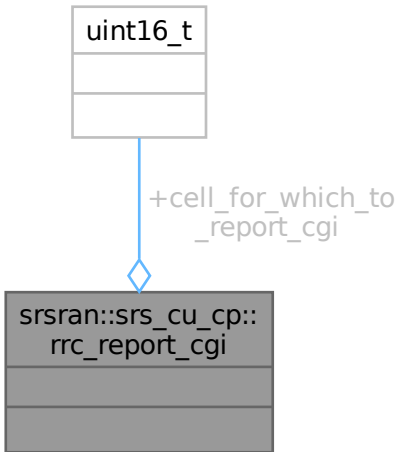 uint16_t
+cell_for_which_to
_report_cgi
srsran::srs_cu_cp::
rrc_report_cgi